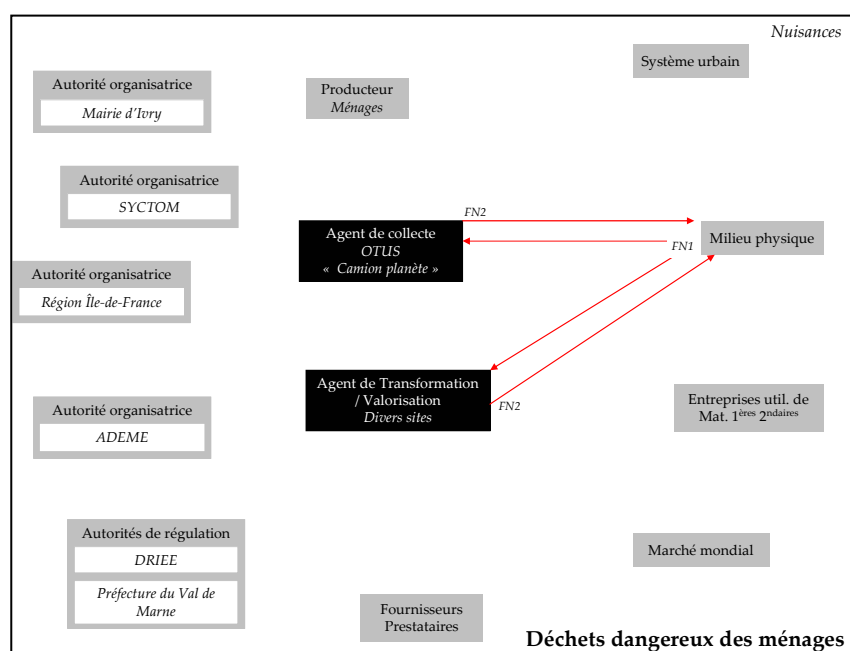 Nuisances
Système urbain
Autorité organisatrice
Mairie d'Ivry
Producteur
Ménages
Autorité organisatrice
SYCTOM
FN2
Agent de collecte
OTUS
« Camion planète »
FN1
Milieu physique
Autorité organisatrice
Région Île-de-France
Agent de Transformation
/ Valorisation
Divers sites
FN2
Autorité organisatrice
ADEME
Entreprises util. de
Mat. 1ères 2ndaires
Autorités de régulation
DRIEE
Préfecture du Val de
Marne
Marché mondial
Fournisseurs
Prestataires
Déchets dangereux des ménages